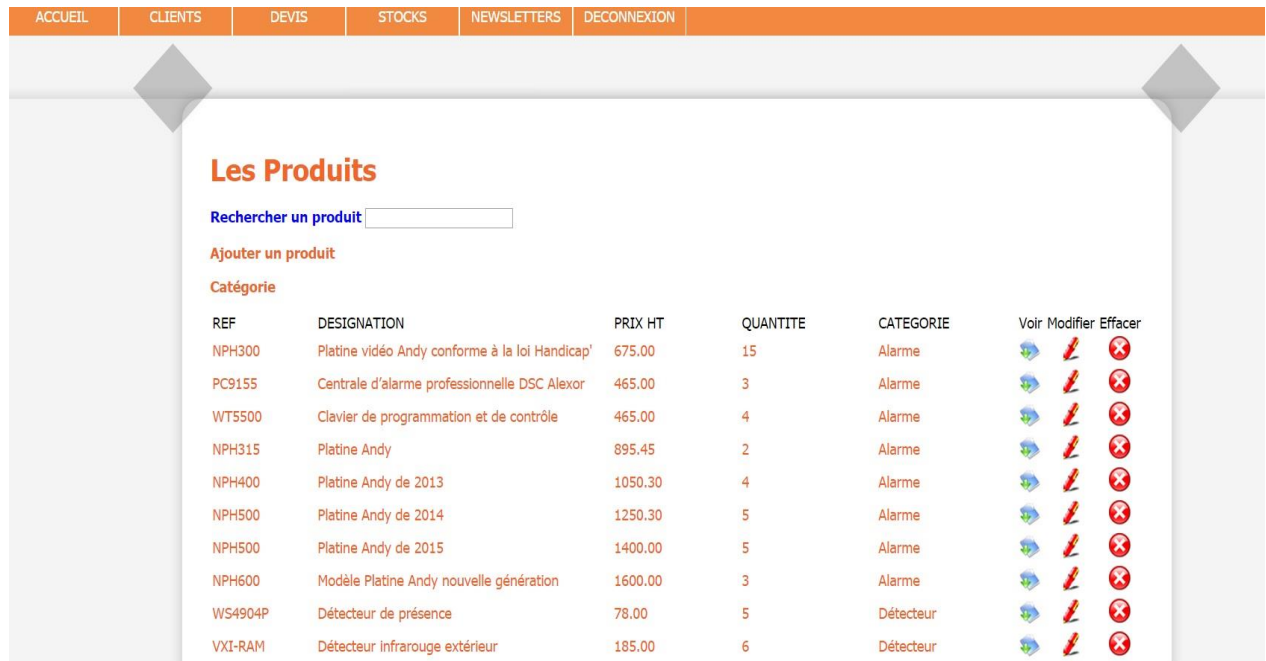 ACCUEIL CLIENTS DEVIS STOCKS NEWSLETTERS DECONNEXION
Les Produits
Rechercher un produit
Ajouter un produit
Catégorie
REF DESIGNATION PRIX HT QUANTITE CATEGORIE Voir Modifier Effacer
NPH300 Platine vidéo Andy conforme à la loi Handicap' 675.00 15 Alarme
PC9155 Centrale d'alarme professionnelle DSC Alexor 465.00 3 Alarme
WT5500 Clavier de programmation et de contrôle 465.00 4 Alarme
NPH315 Platine Andy 895.45 2 Alarme
NPH400 Platine Andy de 2013 1050.30 4 Alarme
NPH500 Platine Andy de 2014 1250.30 5 Alarme
NPH500 Platine Andy de 2015 1400.00 5 Alarme
NPH600 Modèle Platine Andy nouvelle génération 1600.00 3 Alarme
WS4904P Détecteur de présence 78.00 5 Détecteur
VXI-RAM Détecteur infrarouge extérieur 185.00 6 Détecteur